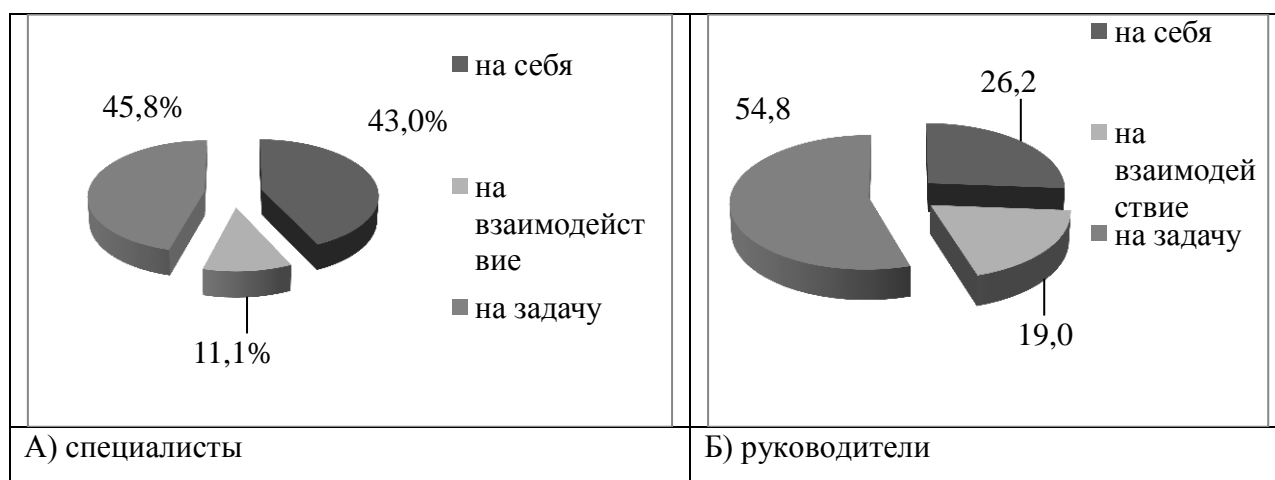 на себя
45,8%
43,0%
на
взаимодейст
вие
на задачу
11,1%
А) специалисты
на себя
26,2
54,8
на
взаимодей
ствие
на задачу
19,0
Б) руководители